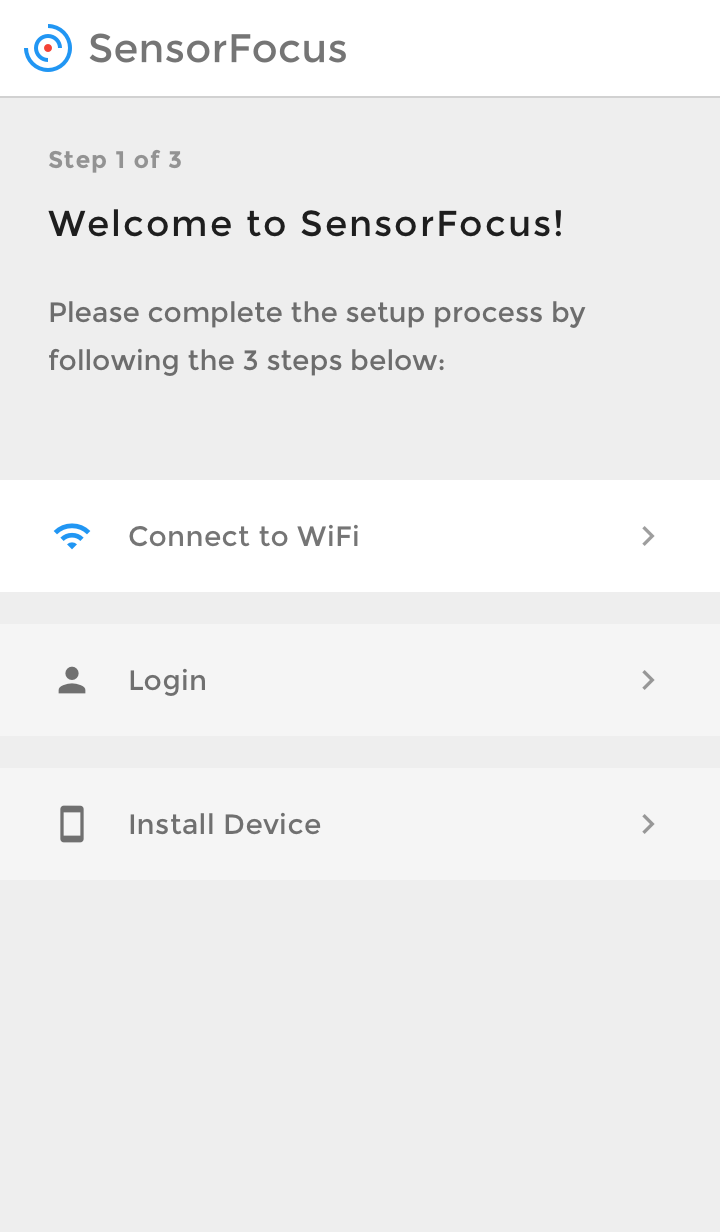 SensorFocus
Step 1 of 3
Welcome to SensorFocus!
Please complete the setup process by
following the 3 steps below:
Connect to WiFi
Login
Install Device